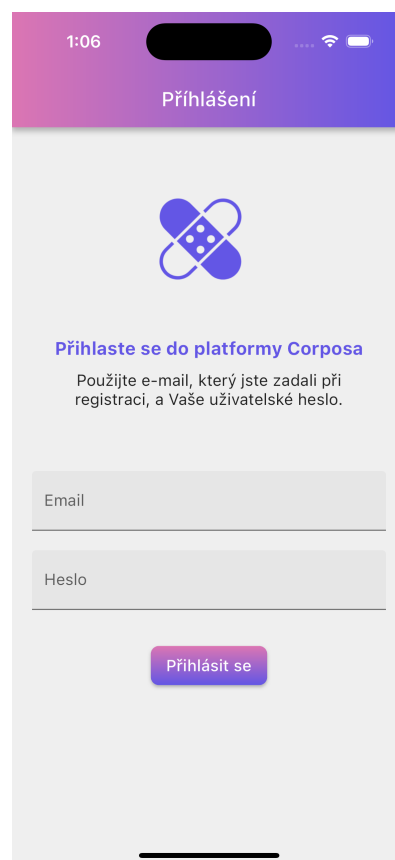 1:06
Příhlášení
Přihlaste se do platformy Corposa
Použijte e-mail, který jste zadali při
registraci, a Vaše uživatelské heslo.
Email
Heslo
Přihlásit se